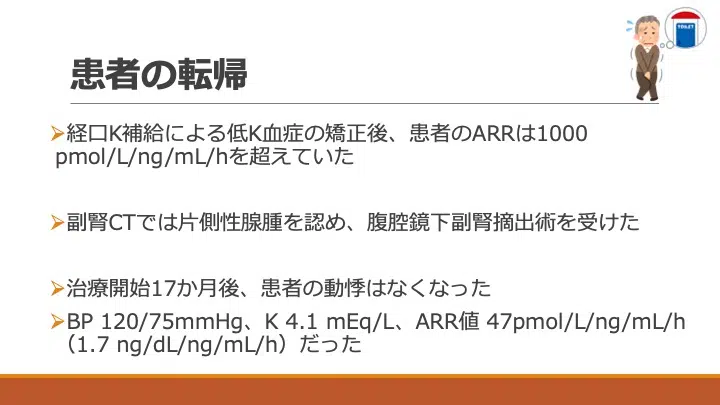 TOILET
患者の転帰
➢経口K補給による低K血症の矯正後、患者のARRは1000
pmol/L/ng/mL/hを超えていた
➢副腎CTでは片側性腺腫を認め、腹腔鏡下副腎摘出術を受けた
➢治療開始17か月後、患者の動悸はなくなった
➢BP 120/75mmHg、K 4.1 mEq/L、ARR値 47pmol/L/ng/mL/h
（1.7 ng/dL/ng/mL/h）だった